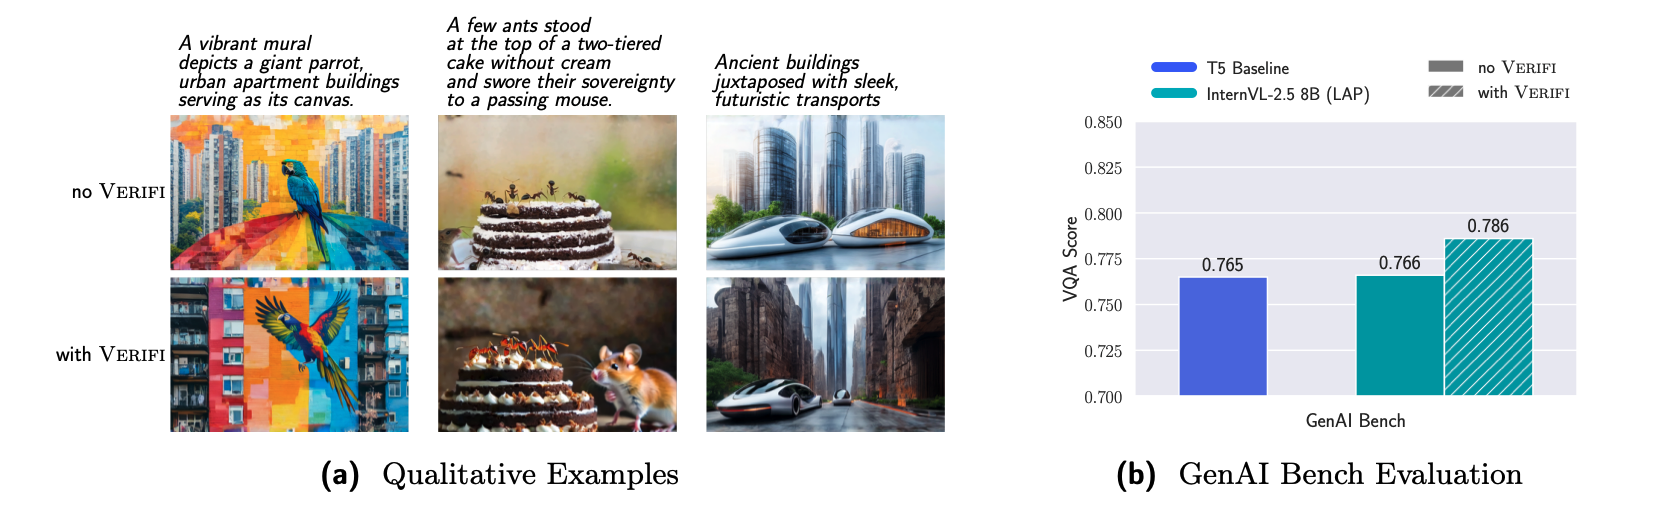 A vibrant mural
depicts a giant parrot,
urban apartment buildings
serving as its canvas.
A few ants stood
at the top of a two-tiered
cake without cream
and swore their sovereignty
to a passing mouse.
Ancient buildings
juxtaposed with sleek,
futuristic transports
no VERIFI
with VERIFI
(a) Qualitative Examples
T5 Baseline
InternVL-2.5 8B (LAP)
no VERIFI
with VERIFI
VQA Score
0.850
0.825
0.800
0.775
0.750
0.725
0.700
0.765
0.766
0.786
GenAI Bench
(b) GenAI Bench Evaluation